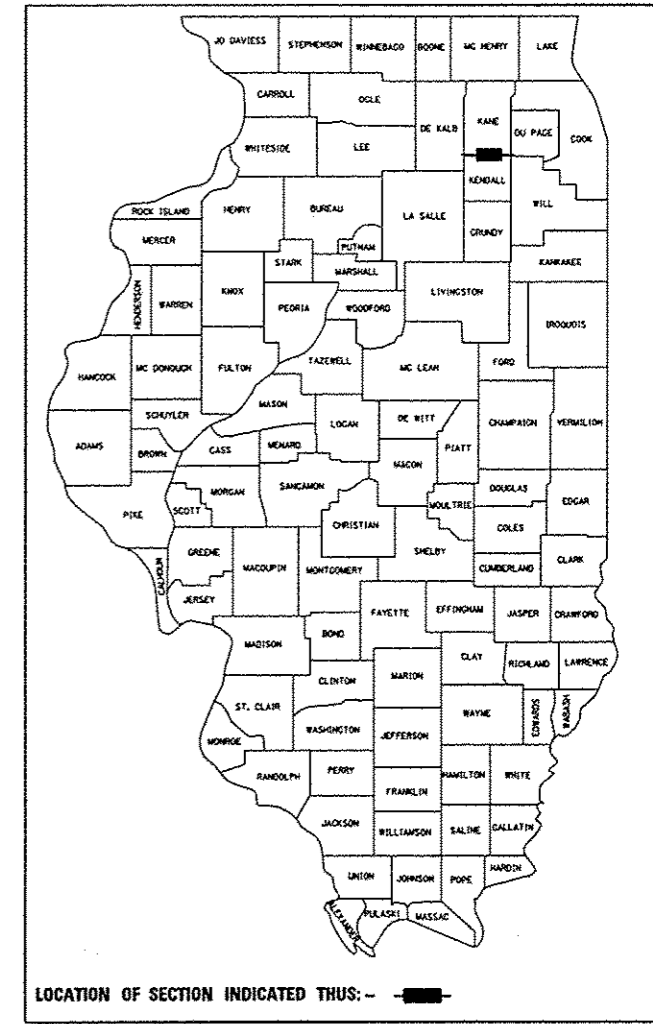 JO DAVIESS STEPHENSON WINNEBAGO BOONE MC HENRY LAKE
CARROLL OGLE DE KALB KANE DU PAGE COOK
WHITESIDE LEE
KENDALL
ROCK ISLAND HENRY BUREAU LA SALLE WILL
MERCER PUTNAM GRUNDY
STARK MARSHALL KANKAKEE
HENDERSON WARREN KNOX PEORIA WOODFORD LIVINGSTON IROQUOIS
HANCOCK MC DONOUGH FULTON TAZEWELL MC LEAN FORD
SCHUYLER MASON LOGAN DE WITT CHAMPAIGN VERMILION
ADAMS BROWN CASS MENARD PIATT
MACON
PIKE SCOTT MORGAN SANGAMON MOULTRIE DOUGLAS EDGAR
CHRISTIAN COLES
CALHOUN GREENE MACOUPIN MONTGOMERY SHELBY CUMBERLAND CLARK
JERSEY FAYETTE EFFINGHAM JASPER CRAWFORD
MADISON BOND
CLAY RICHLAND LAWRENCE
CLINTON MARION
ST. CLAIR WAYNE EDWARDS WABASH
MONROE WASHINGTON JEFFERSON
RANDOLPH PERRY HAMILTON WHITE
FRANKLIN
JACKSON WILLIAMSON SALINE GALLATIN
UNION JOHNSON POPE HARDIN
ALEXANDER PULASKI MASSAC
LOCATION OF SECTION INDICATED THUS: –